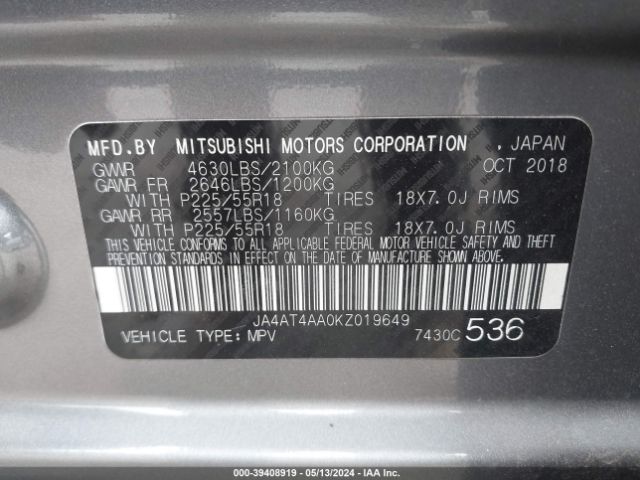 MFD.BY MITSUBISHI MOTORS CORPORATION , JAPAN
GVWR 4630LBS/2100KG OCT 2018
GAWR FR 2646LBS/1200KG
WITH P225/55R18 TIRES 18X7.0J RIMS
GAWR RR 2557LBS/1160KG
WITH P225/55R18 TIRES 18X7.0J RIMS
THIS VEHICLE CONFORMS TO ALL APPLICABLE FEDERAL MOTOR VEHICLE SAFETY AND THEFT
PREVENTION STANDARDS IN EFFECT ON THE DATE OF MANUFACTURE SHOWN ABOVE.
JA4AT4AA0KZ019649
VEHICLE TYPE: MPV 7430C 536
000-39408919 - 05/13/2024 - IAA, Inc.